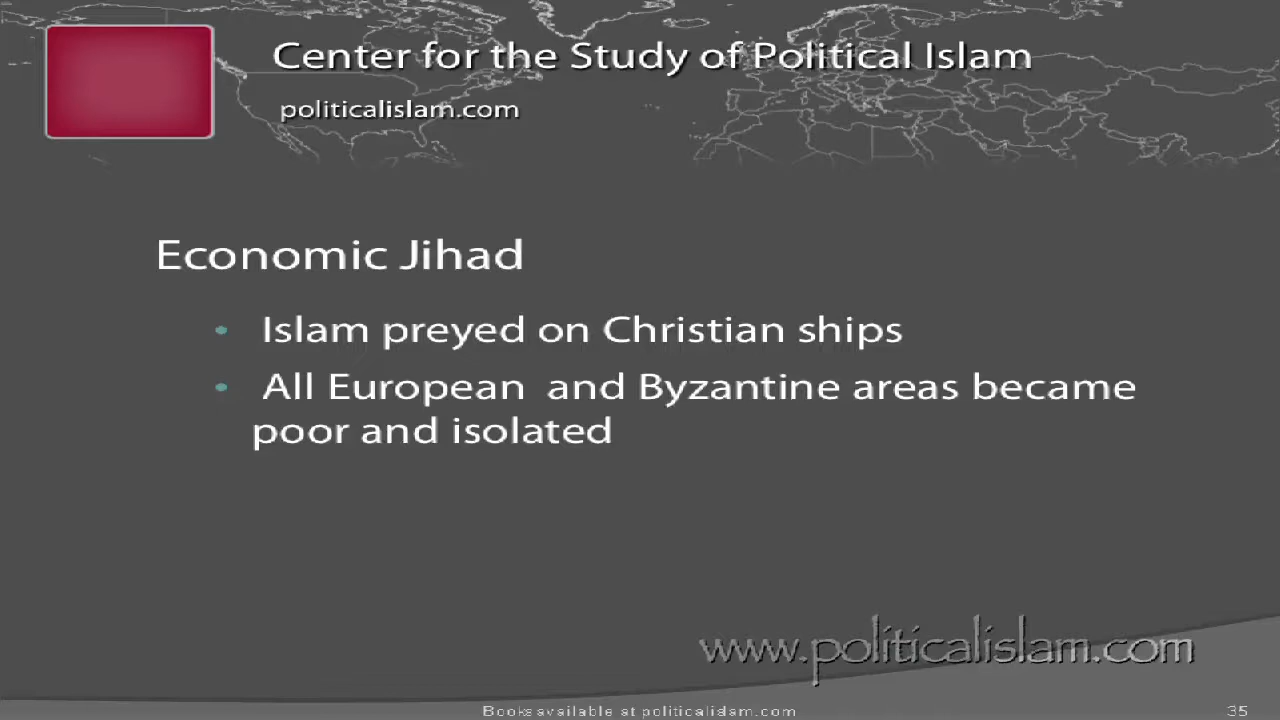 Center for the Study of Political Islam
politicalislam.com
Economic Jihad
• Islam preyed on Christian ships
• All European and Byzantine areas became
poor and isolated
www.politicalislam.com
Books available at politicalislam.com
35